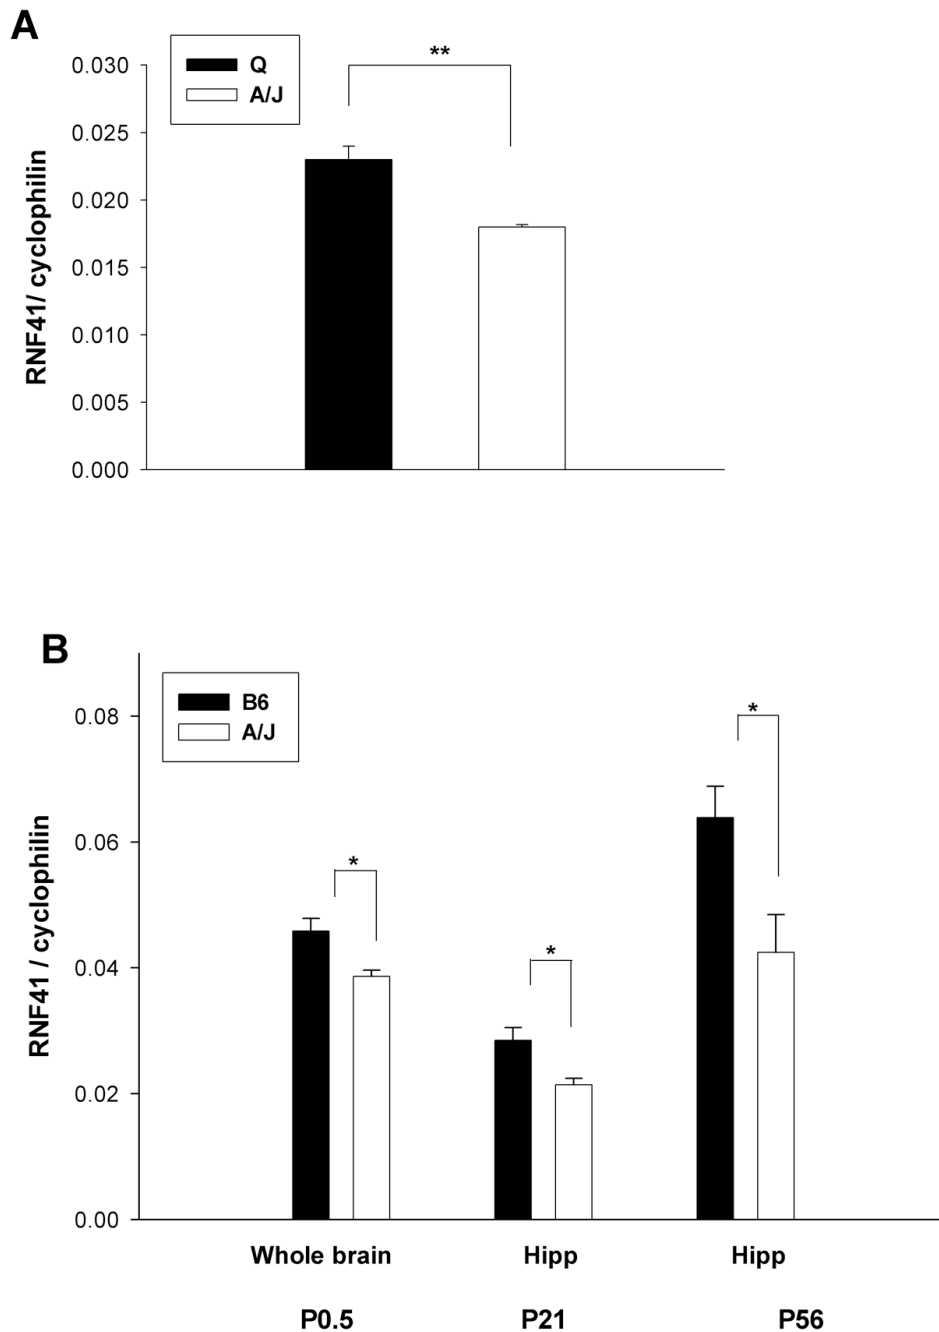 A
Q
A/J
**
0.030
0.025
0.020
0.015
0.010
0.005
0.000
RNF41/ cyclophilin
B
B6
A/J
*
*
*
0.08
0.06
0.04
0.02
0.00
RNF41 / cyclophilin
Whole brain Hipp Hipp
P0.5 P21 P56